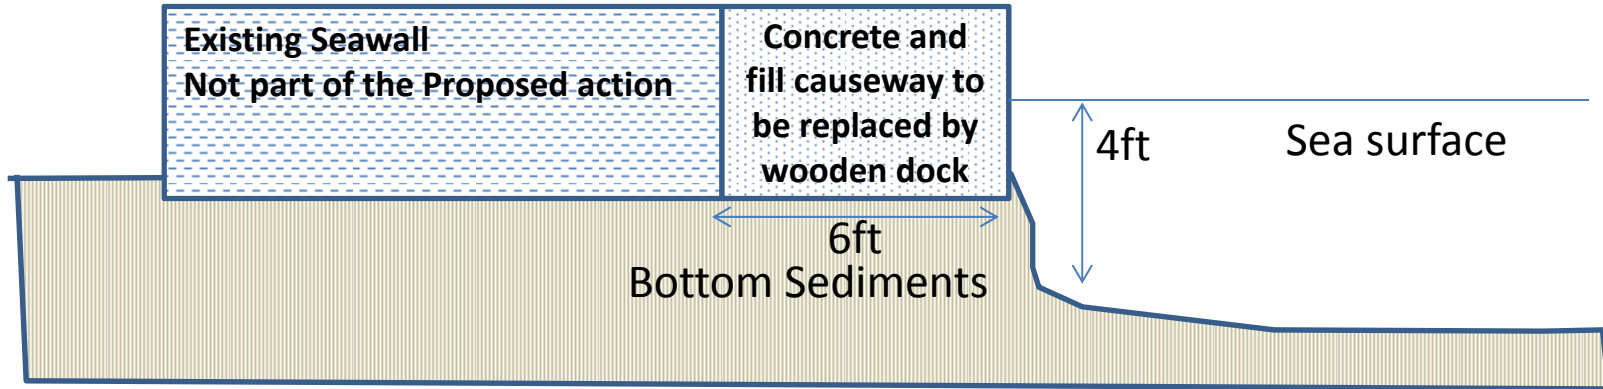 Existing Seawall
Not part of the Proposed action
Concrete and
fill causeway to
be replaced by
wooden dock
4ft
Sea surface
6ft
Bottom Sediments